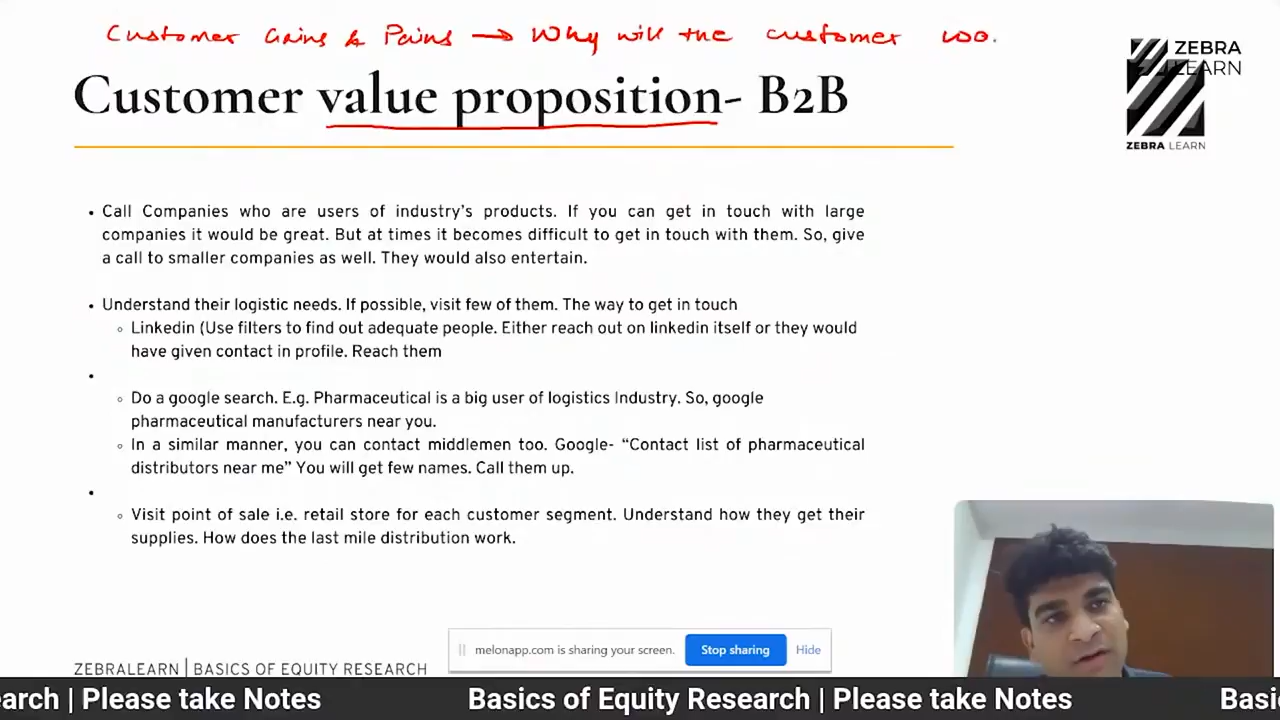 Customer Gains & Pains → Why will the customer woo.
ZEBRA
LEARN
Customer value proposition- B2B
ZEBRA LEARN
• Call Companies who are users of industry's products. If you can get in touch with large
companies it would be great. But at times it becomes difficult to get in touch with them. So, give
a call to smaller companies as well. They would also entertain.
• Understand their logistic needs. If possible, visit few of them. The way to get in touch
◦ Linkedin (Use filters to find out adequate people. Either reach out on linkedin itself or they would
have given contact in profile. Reach them
•
◦ Do a google search. E.g. Pharmaceutical is a big user of logistics Industry. So, google
pharmaceutical manufacturers near you.
◦ In a similar manner, you can contact middlemen too. Google- “Contact list of pharmaceutical
distributors near me” You will get few names. Call them up.
•
◦ Visit point of sale i.e. retail store for each customer segment. Understand how they get their
supplies. How does the last mile distribution work.
melonapp.com is sharing your screen. Stop sharing Hide
ZEBRALEARN | BASICS OF EQUITY RESEARCH
earch | Please take Notes Basics of Equity Research | Please take Notes Basi